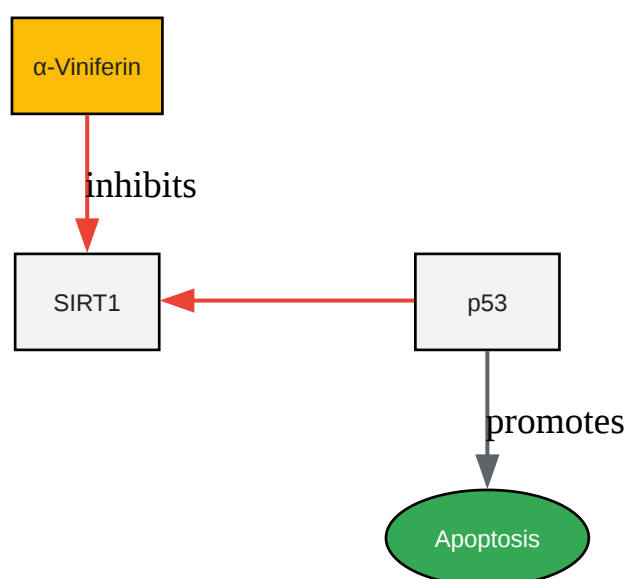 α-Viniferin
inhibits
SIRT1
p53
promotes
Apoptosis